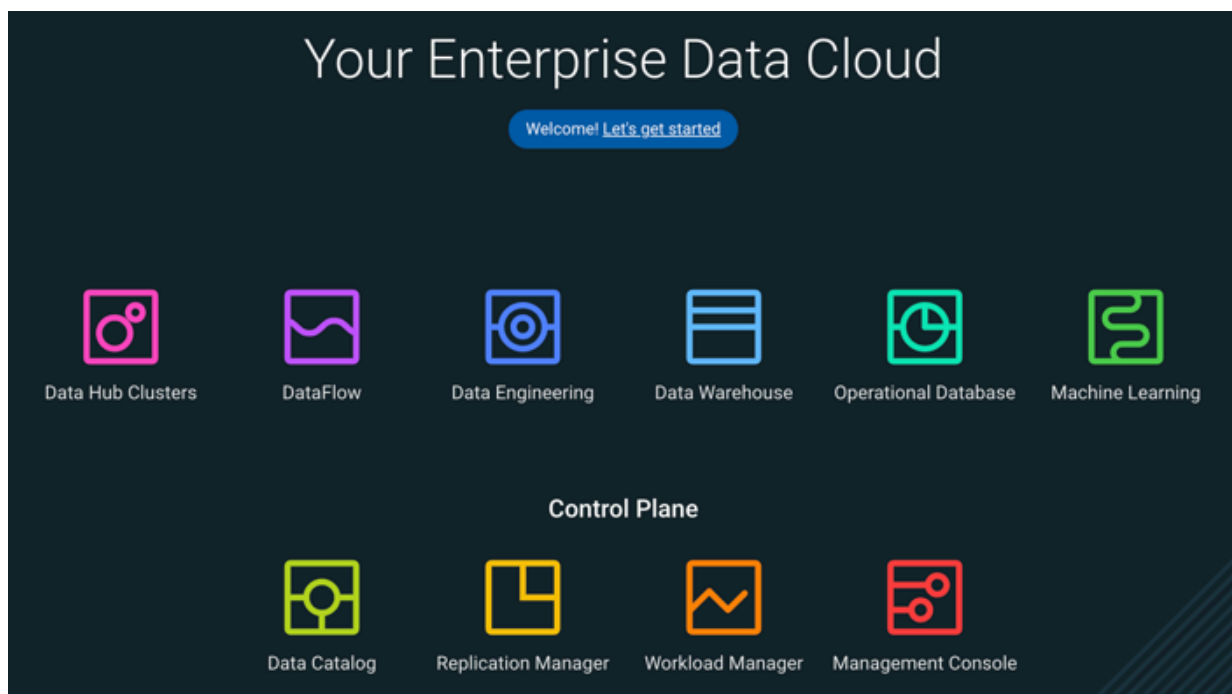 Your Enterprise Data Cloud
Welcome! Let's get started
Data Hub Clusters
DataFlow
Data Engineering
Data Warehouse
Operational Database
Machine Learning
Control Plane
Data Catalog
Replication Manager
Workload Manager
Management Console